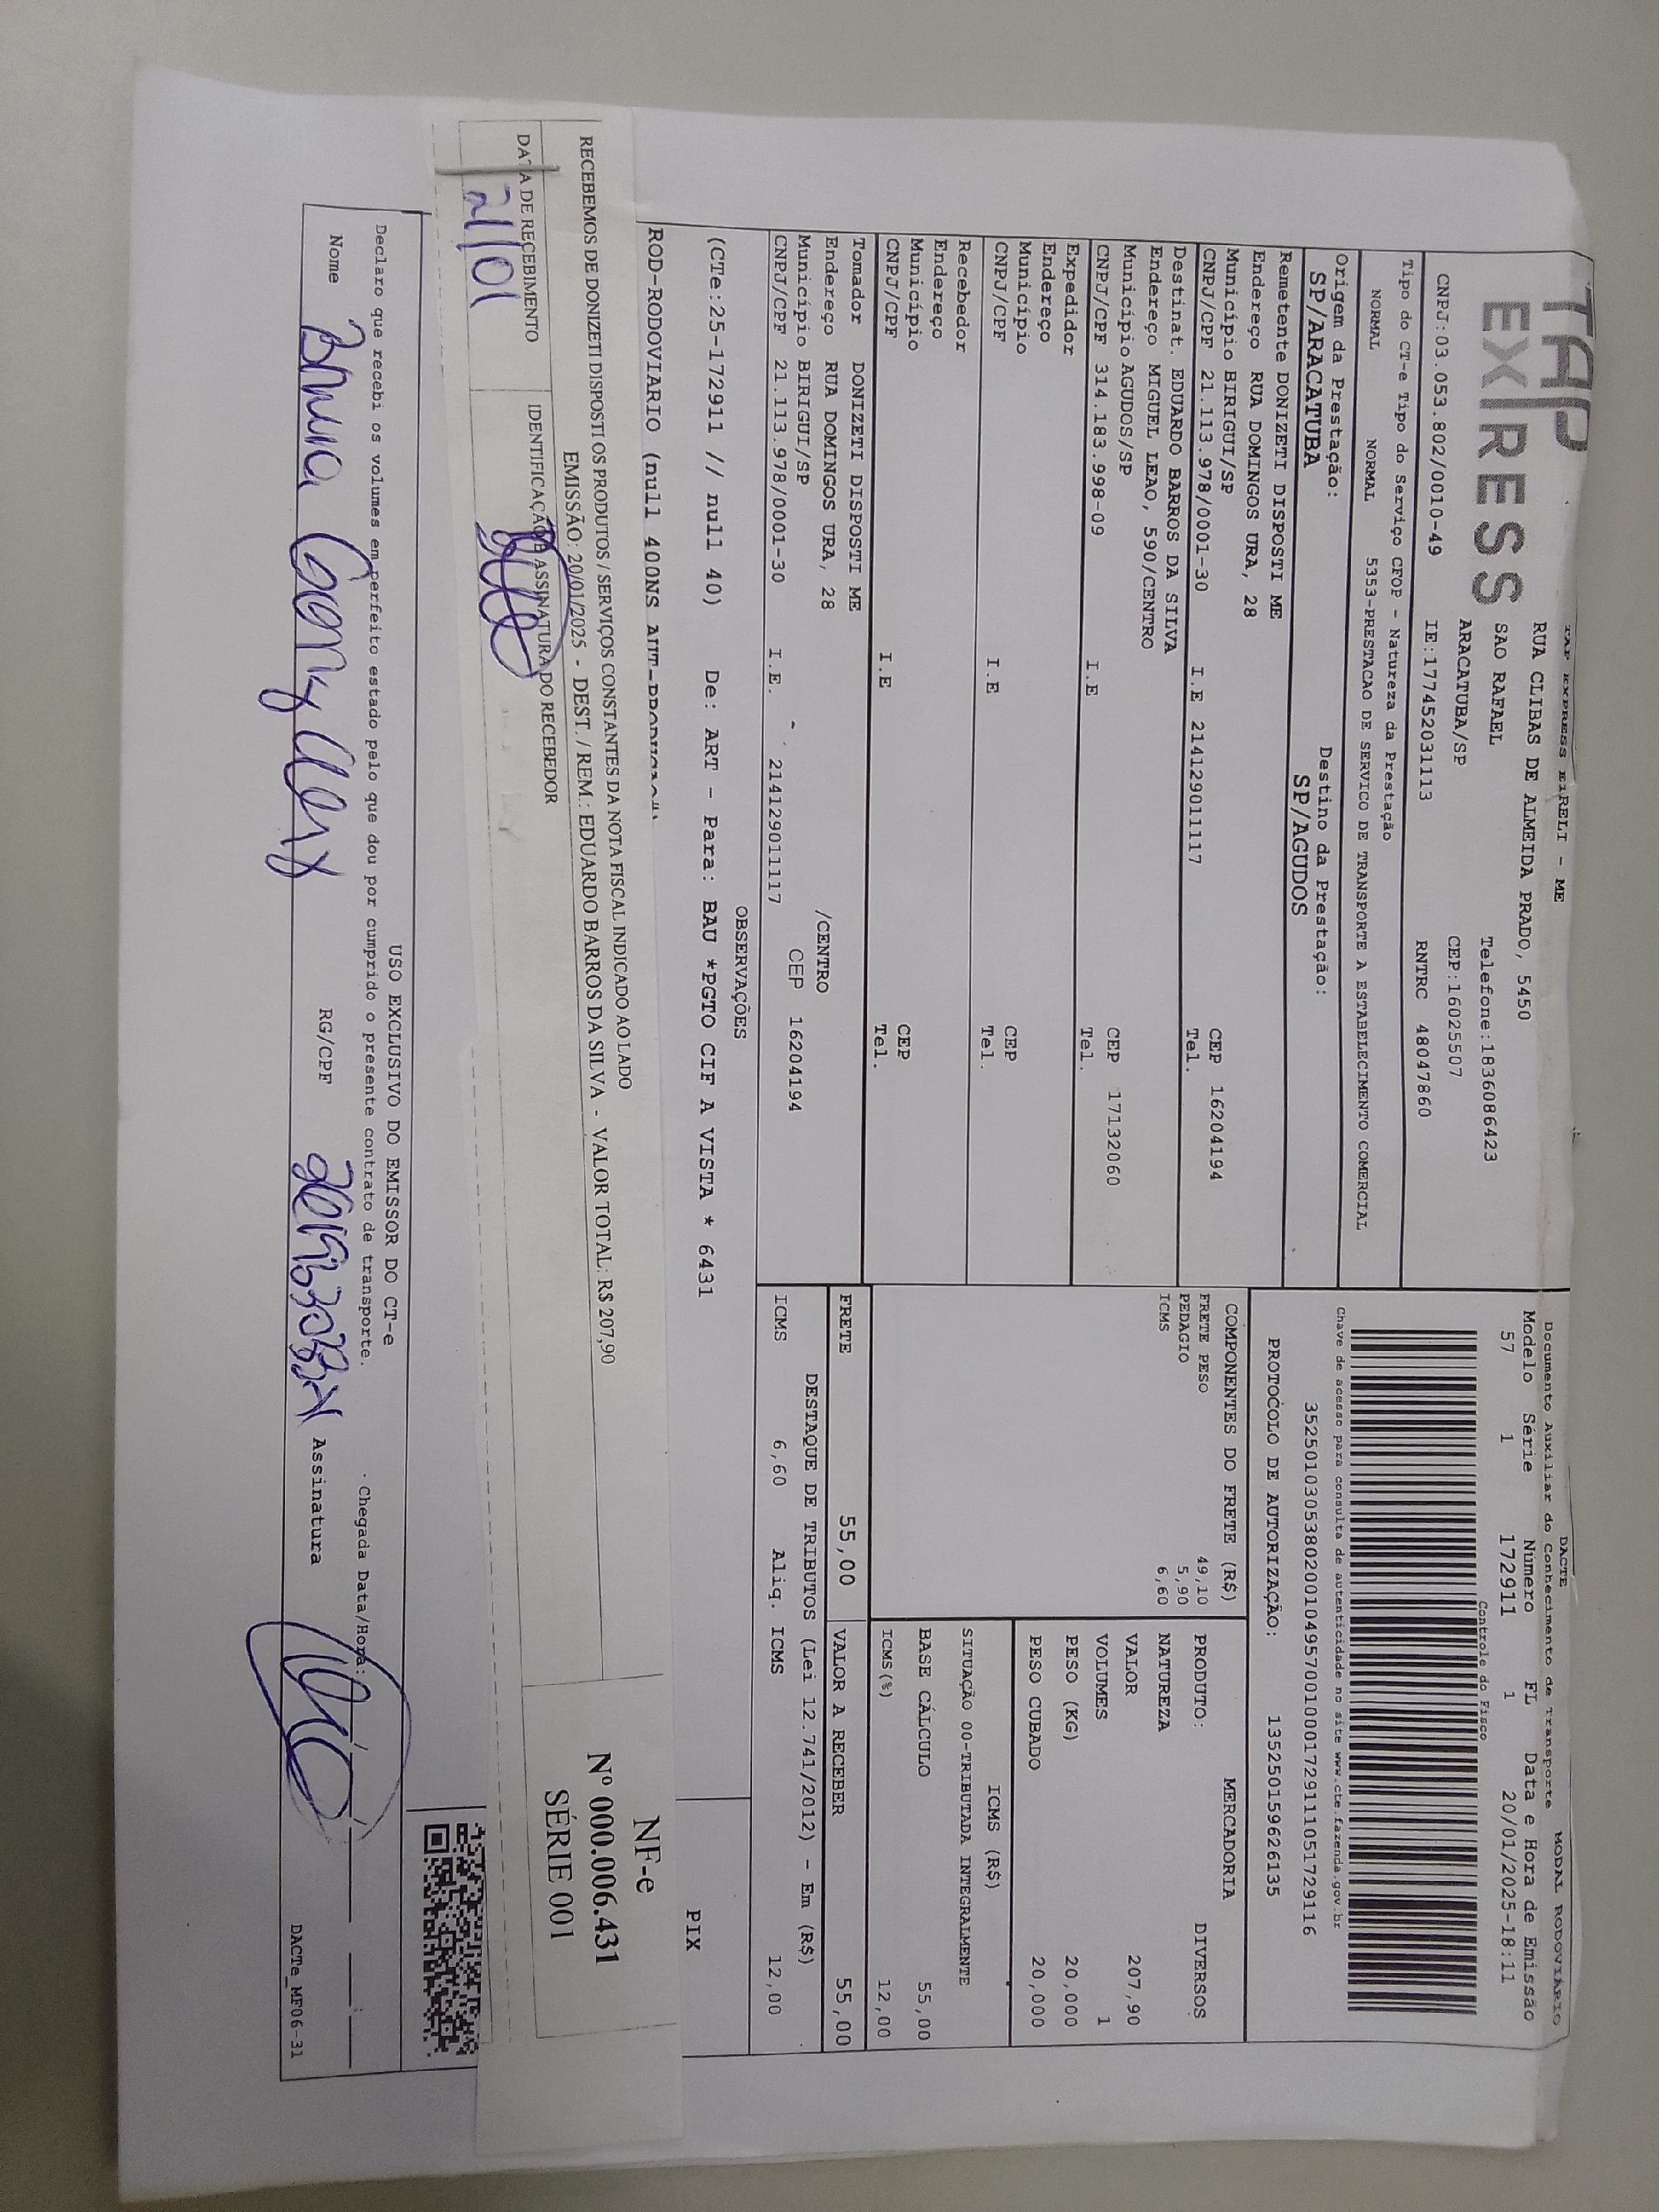 TAP
EXPRESS
TAP EXPRESS EIRELI - ME
RUA CLIBAS DE ALMEIDA PRADO, 5450
SAO RAFAEL Telefone:1836086423
ARACATUBA/SP CEP:16025507
CNPJ:03.053.802/0010-49 IE:177452031113 RNTRC 48047860
Tipo do CT-e Tipo do Serviço CFOP - Natureza da Prestação
NORMAL NORMAL 5353-PRESTACAO DE SERVICO DE TRANSPORTE A ESTABELECIMENTO COMERCIAL
Origem da Prestação: Destino da Prestação:
SP/ARACATUBA SP/AGUDOS
Remetente DONIZETI DISPOSTI ME
Endereço RUA DOMINGOS URA, 28
Município BIRIGUI/SP CEP 16204194
CNPJ/CPF 21.113.978/0001-30 I.E 214129011117 Tel.
Destinat. EDUARDO BARROS DA SILVA
Endereço MIGUEL LEAO, 590/CENTRO
Município AGUDOS/SP CEP 17132060
CNPJ/CPF 314.183.998-09 I.E Tel.
Expedidor
Endereço
Município CEP
CNPJ/CPF I.E Tel.
Recebedor
Endereço
Município CEP
CNPJ/CPF I.E Tel.
Tomador DONIZETI DISPOSTI ME
Endereço RUA DOMINGOS URA, 28 /CENTRO
Município BIRIGUI/SP CEP 16204194
CNPJ/CPF 21.113.978/0001-30 I.E. 214129011117
DACTE MODAL RODOVIÁRIO
Documento Auxiliar do Conhecimento de Transporte
Modelo Série Número FL Data e Hora de Emissão
57 1 172911 1 20/01/2025-18:11
Controle do Fisco
Chave de acesso para consulta de autenticidade no site www.cte.fazenda.gov.br
35250103053802001049570010001729111051729116
PROTOCOLO DE AUTORIZAÇÃO: 135250159626135
COMPONENTES DO FRETE (R$)
FRETE PESO 49,10
PEDAGIO 5,90
ICMS 6,60
MERCADORIA
PRODUTO: DIVERSOS
NATUREZA
VALOR 207,90
VOLUMES 1
PESO (KG) 20,000
PESO CUBADO 20,000
ICMS (R$)
SITUAÇÃO 00-TRIBUTADA INTEGRALMENTE
BASE CÁLCULO 55,00
ICMS(%) 12,00
FRETE 55,00 VALOR A RECEBER 55,00
DESTAQUE DE TRIBUTOS (Lei 12.741/2012) - Em (R$)
ICMS 6,60 Aliq. ICMS 12,00
OBSERVAÇÕES
(CTe:25-172911 // null 40) De: ART - Para: BAU *PGTO CIF A VISTA * 6431
PIX
ROD-RODOVIARIO (null 400NS
RECEBEMOS DE DONIZETI DISPOSTI OS PRODUTOS / SERVIÇOS CONSTANTES DA NOTA FISCAL INDICADO AO LADO
EMISSÃO: 20/01/2025 - DEST. / REM.: EDUARDO BARROS DA SILVA - VALOR TOTAL: R$ 207,90
DATA DE RECEBIMENTO IDENTIFICAÇÃO E ASSINATURA DO RECEBEDOR
21/01
NF-e
Nº 000.006.431
SÉRIE 001
USO EXCLUSIVO DO EMISSOR DO CT-e
Declaro que recebi os volumes em perfeito estado pelo que dou por cumprido o presente contrato de transporte. Chegada Data/Hora:
Nome RG/CPF Assinatura
DACTe_MF06-31